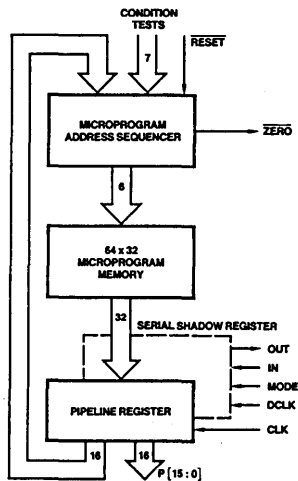 CONDITION
TESTS
7
RESET
MICROPROGRAM
ADDRESS SEQUENCER
ZERO
6
64 x 32
MICROPROGRAM
MEMORY
32
SERIAL SHADOW REGISTER
OUT
IN
MODE
DCLK
PIPELINE REGISTER
CLK
16
16
P [15 : 0]